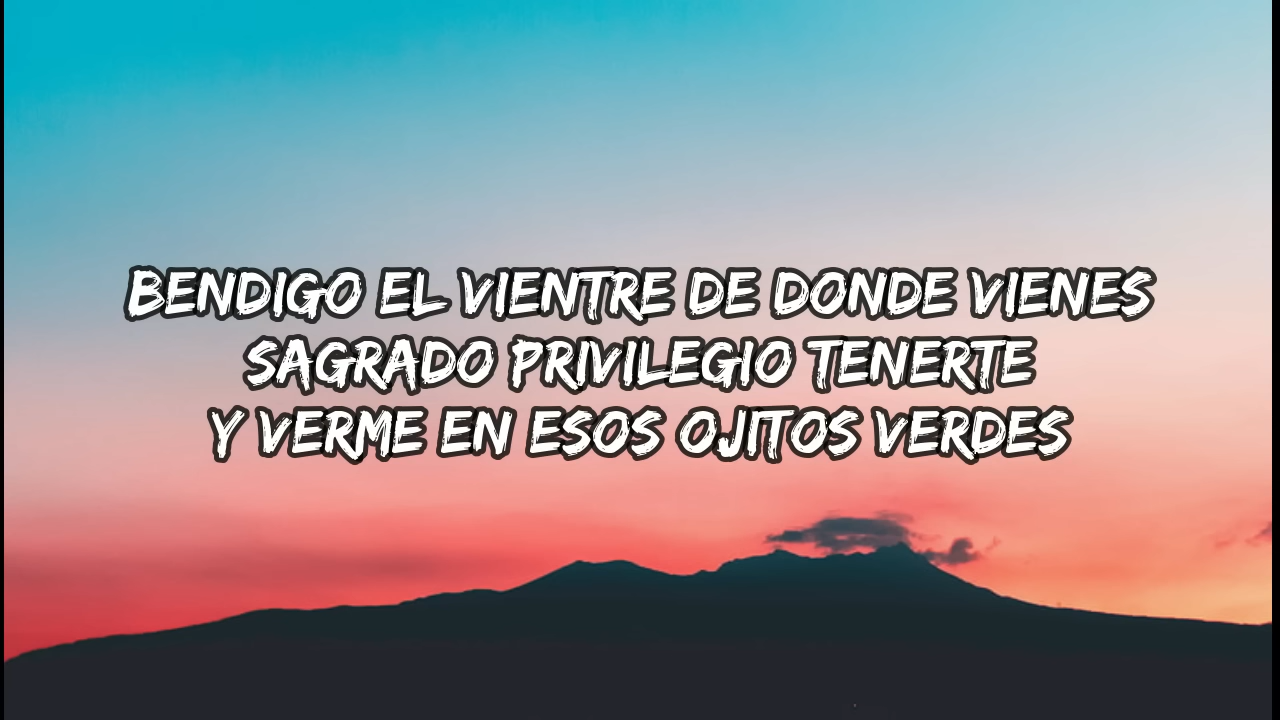 BENDIGO EL VIENTRE DE DONDE VIENES
SAGRADO PRIVILEGIO TENERTE
Y VERME EN ESOS OJITOS VERDES